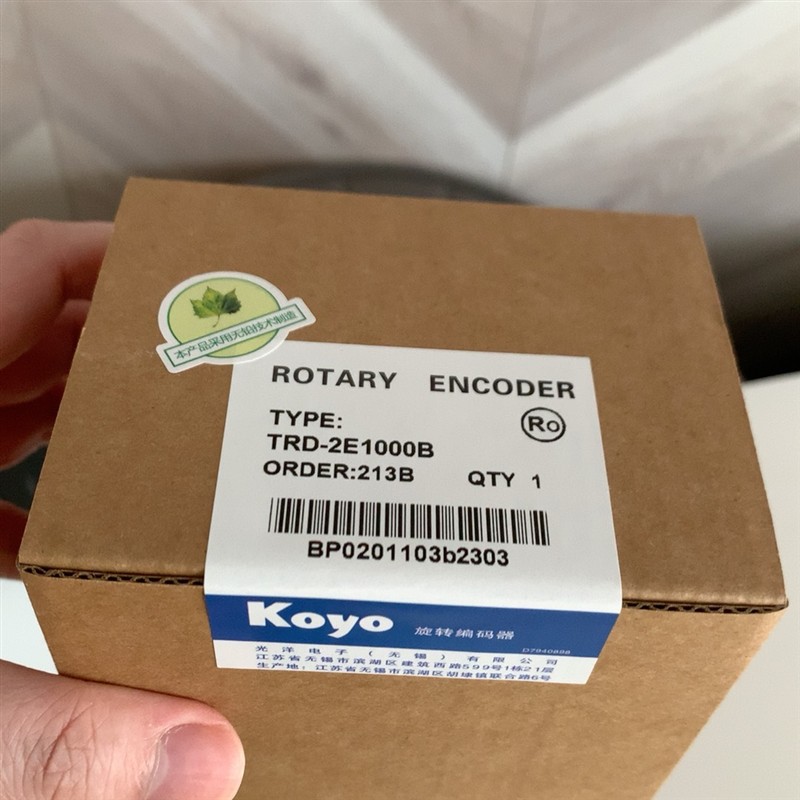 本产品采用无铅技术制造
ROTARY ENCODER
TYPE:
Ro
TRD-2E1000B
ORDER:213B QTY 1
BP0201103b2303
Koyo 旋转编码器
D7940898
光洋电子(无锡)有限公司
江苏省无锡市滨湖区建筑西路599号1栋21层
生产地:江苏省无锡市滨湖区胡埭镇联合路6号